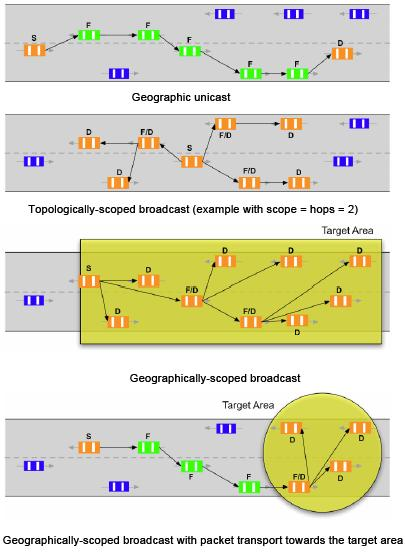 S F F F F F D
Geographic unicast
D F/D S F/D D
D F/D D
Topologically-scoped broadcast (example with scope = hops = 2)
Target Area
S D D D D
D F/D F/D D D
Geographically-scoped broadcast
Target Area
S F F F F/D D D D
Geographically-scoped broadcast with packet transport towards the target area